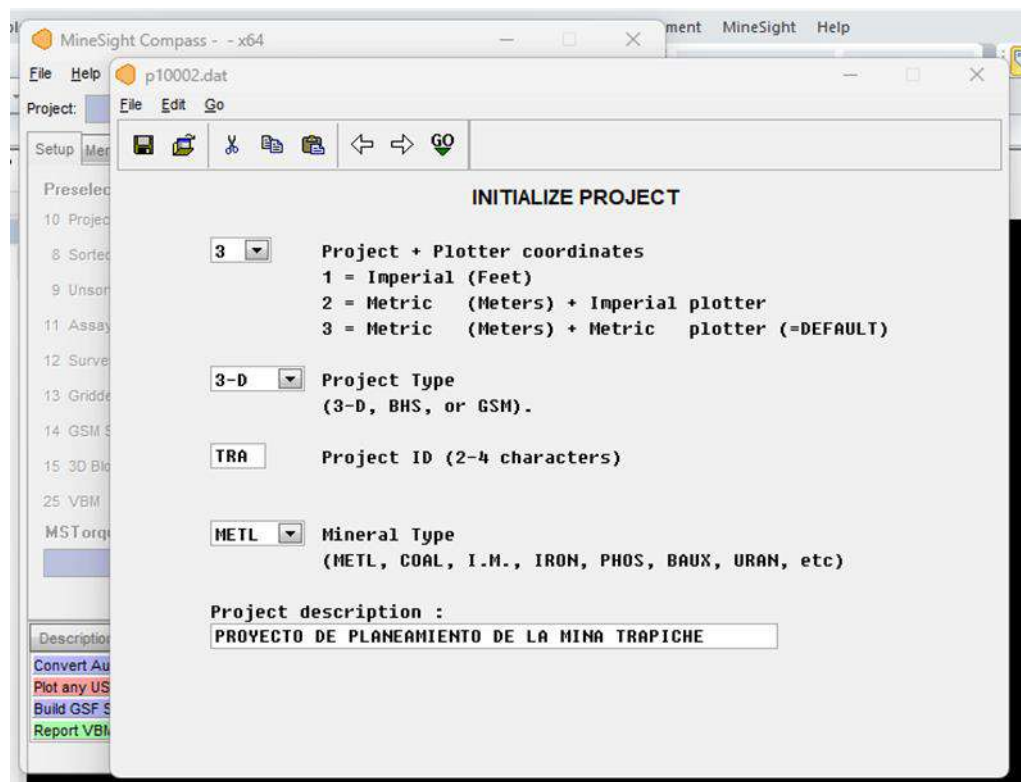 ment MineSight Help
MineSight Compass - - x64
File Help
Project:
Setup
p10002.dat
File Edit Go
GO
INITIALIZE PROJECT
3 Project + Plotter coordinates
1 = Imperial (Feet)
2 = Metric (Meters) + Imperial plotter
3 = Metric (Meters) + Metric plotter (=DEFAULT)
3-D Project Type
(3-D, BHS, or GSM).
TRA Project ID (2-4 characters)
METL Mineral Type
(METL, COAL, I.M., IRON, PHOS, BAUX, URAN, etc)
Project description :
PROYECTO DE PLANEAMIENTO DE LA MINA TRAPICHE
Preselec
10 Projec
8 Sorted
9 Unsor
11 Assay
12 Surve
13 Gridde
14 GSM S
15 3D Blo
25 VBM
MSTorqu
Description
Convert Au
Plot any US
Build GSF S
Report VBM